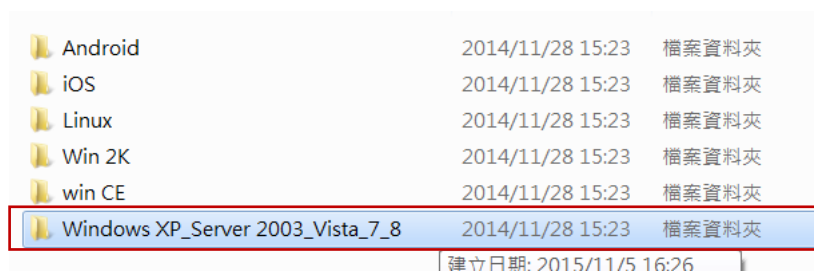 Android 2014/11/28 15:23 檔案資料夾
iOS 2014/11/28 15:23 檔案資料夾
Linux 2014/11/28 15:23 檔案資料夾
Win 2K 2014/11/28 15:23 檔案資料夾
win CE 2014/11/28 15:23 檔案資料夾
Windows XP_Server 2003_Vista_7_8 2014/11/28 15:23 檔案資料夾
建立日期: 2015/11/5 16:26